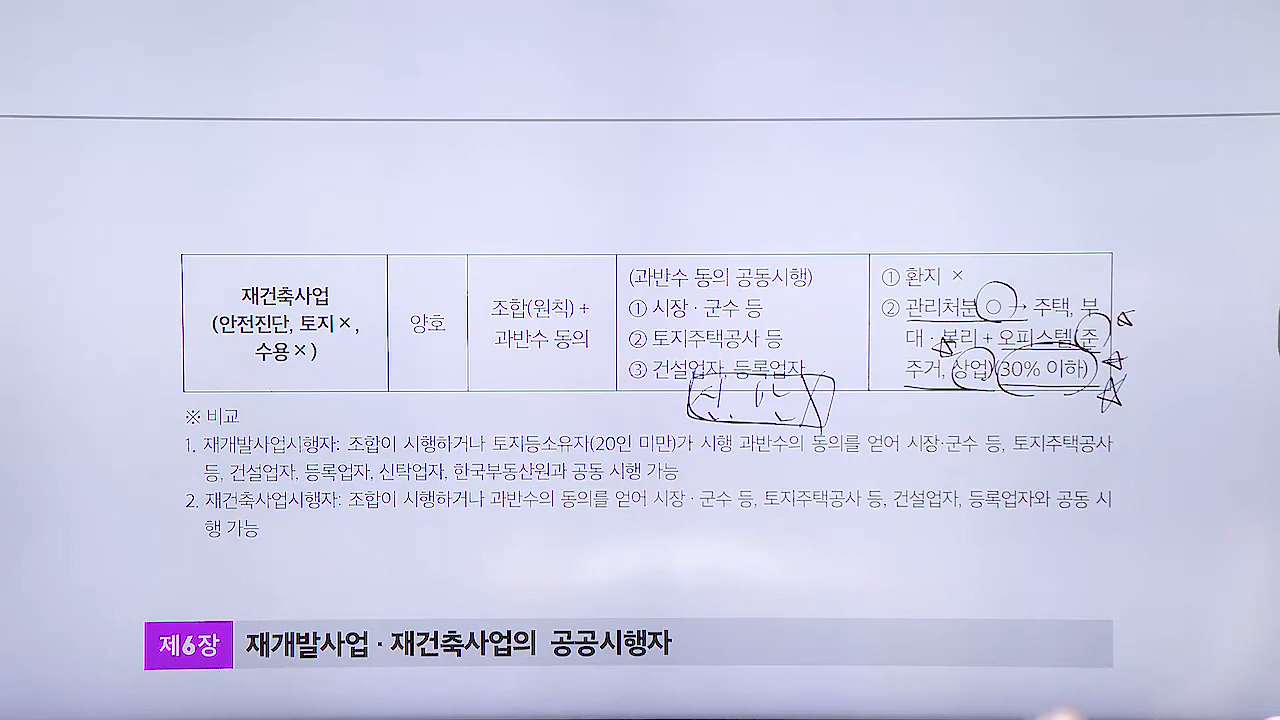 재건축사업
(안전진단, 토지×,
수용×)
양호
조합(원칙) +
과반수 동의
(과반수 동의 공동시행)
① 시장 · 군수 등
② 토지주택공사 등
③ 건설업자, 등록업자
① 환지 ×
② 관리처분 ○ → 주택, 부
대 · 복리 + 오피스텔(준
주거, 상업)(30% 이하)
※ 비교
1. 재개발사업시행자: 조합이 시행하거나 토지등소유자(20인 미만)가 시행 과반수의 동의를 얻어 시장·군수 등, 토지주택공사
등, 건설업자, 등록업자, 신탁업자, 한국부동산원과 공동 시행 가능
2. 재건축사업시행자: 조합이 시행하거나 과반수의 동의를 얻어 시장 · 군수 등, 토지주택공사 등, 건설업자, 등록업자와 공동 시
행 가능
제6장 재개발사업 · 재건축사업의 공공시행자